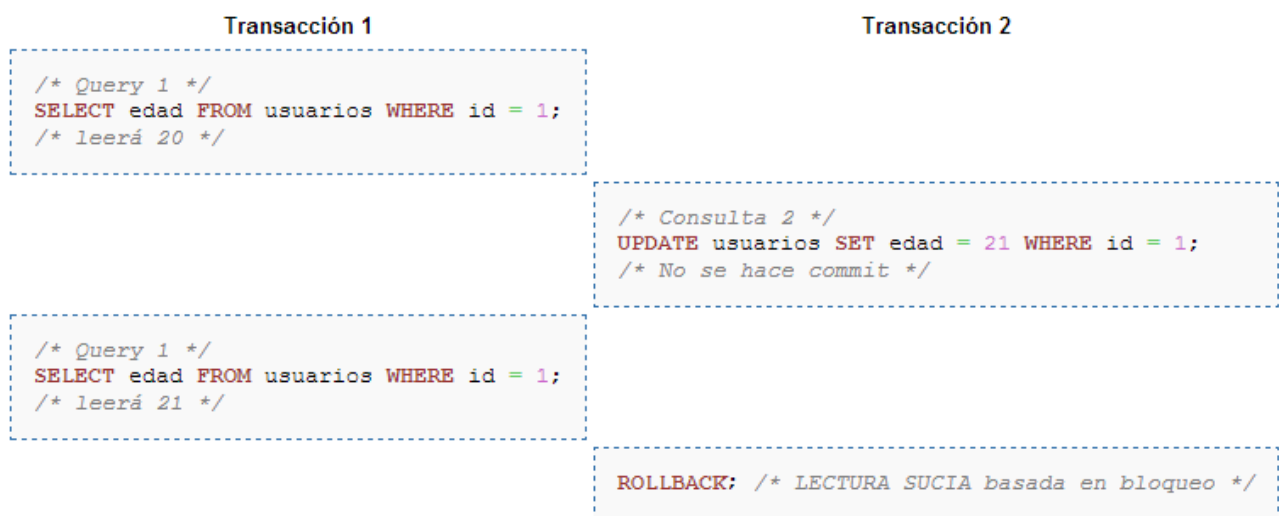 Transacción 1
Transacción 2
/* Query 1 */
SELECT edad FROM usuarios WHERE id = 1;
/* leerá 20 */
/* Consulta 2 */
UPDATE usuarios SET edad = 21 WHERE id = 1;
/* No se hace commit */
/* Query 1 */
SELECT edad FROM usuarios WHERE id = 1;
/* leerá 21 */
ROLLBACK; /* LECTURA SUCIA basada en bloqueo */